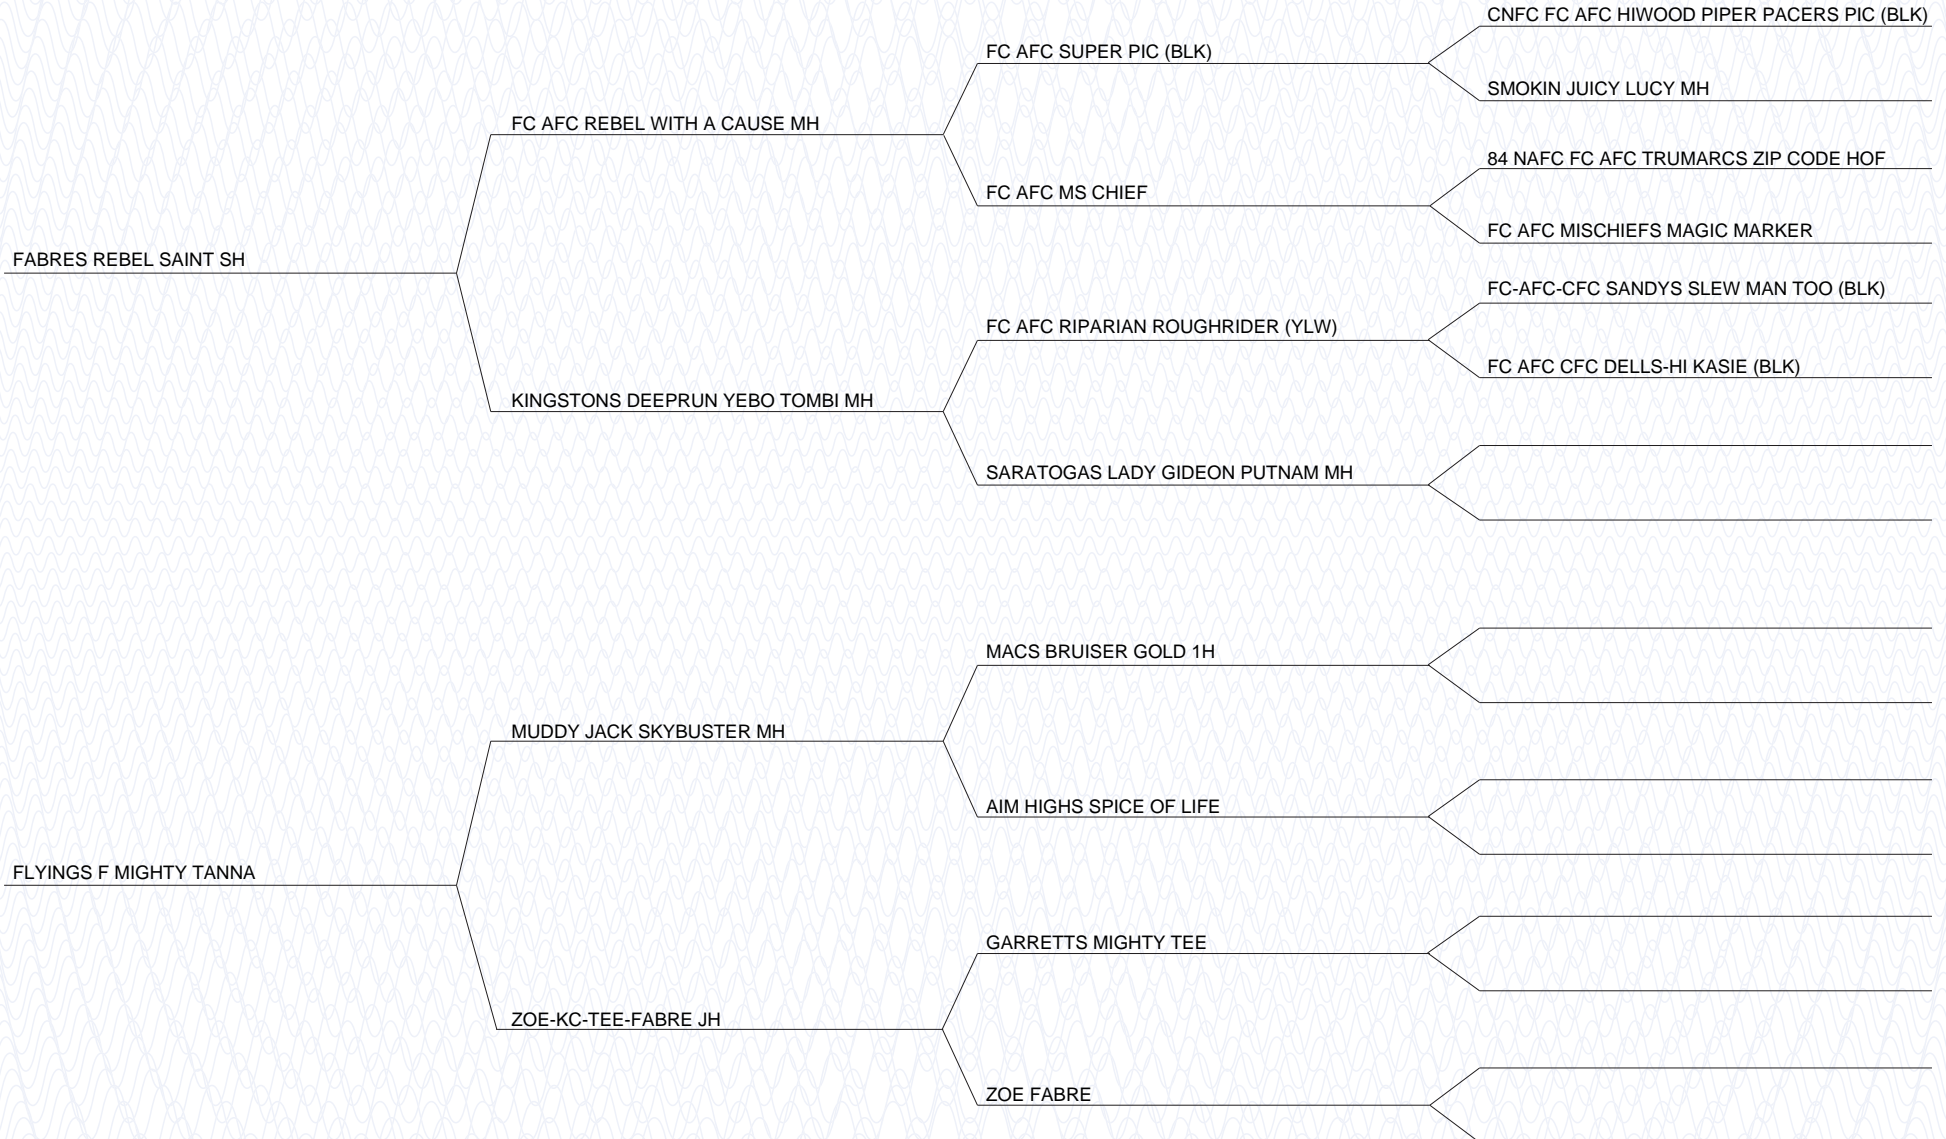 CNFC FC AFC HIWOOD PIPER PACERS PIC (BLK)
FC AFC SUPER PIC (BLK)
SMOKIN JUICY LUCY MH
FC AFC REBEL WITH A CAUSE MH
84 NAFC FC AFC TRUMARCS ZIP CODE HOF
FC AFC MS CHIEF
FC AFC MISCHIEFS MAGIC MARKER
FABRES REBEL SAINT SH
FC-AFC-CFC SANDYS SLEW MAN TOO (BLK)
FC AFC RIPARIAN ROUGHRIDER (YLW)
FC AFC CFC DELLS-HI KASIE (BLK)
KINGSTONS DEEPRUN YEBO TOMBI MH
SARATOGAS LADY GIDEON PUTNAM MH
MACS BRUISER GOLD 1H
MUDDY JACK SKYBUSTER MH
AIM HIGHS SPICE OF LIFE
FLYINGS F MIGHTY TANNA
GARRETTS MIGHTY TEE
ZOE-KC-TEE-FABRE JH
ZOE FABRE